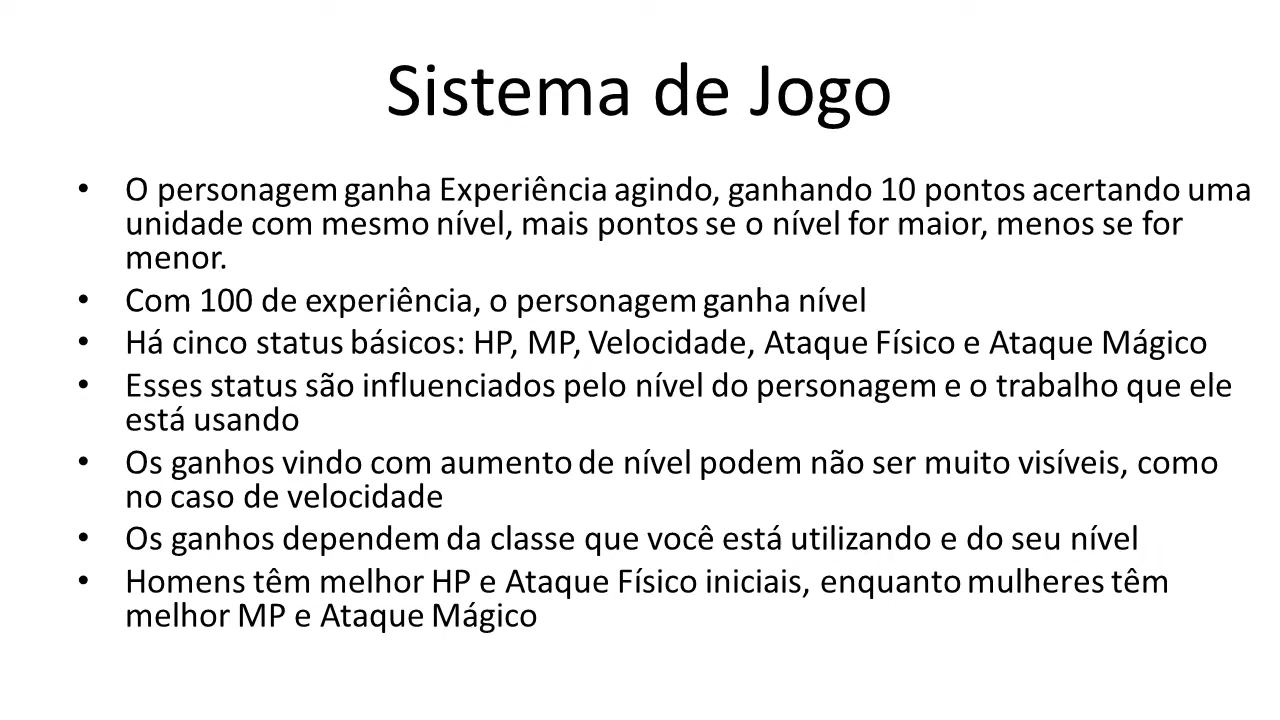 Sistema de Jogo
• O personagem ganha Experiência agindo, ganhando 10 pontos acertando uma
unidade com mesmo nível, mais pontos se o nível for maior, menos se for
menor.
• Com 100 de experiência, o personagem ganha nível
• Há cinco status básicos: HP, MP, Velocidade, Ataque Físico e Ataque Mágico
• Esses status são influenciados pelo nível do personagem e o trabalho que ele
está usando
• Os ganhos vindo com aumento de nível podem não ser muito visíveis, como
no caso de velocidade
• Os ganhos dependem da classe que você está utilizando e do seu nível
• Homens têm melhor HP e Ataque Físico iniciais, enquanto mulheres têm
melhor MP e Ataque Mágico